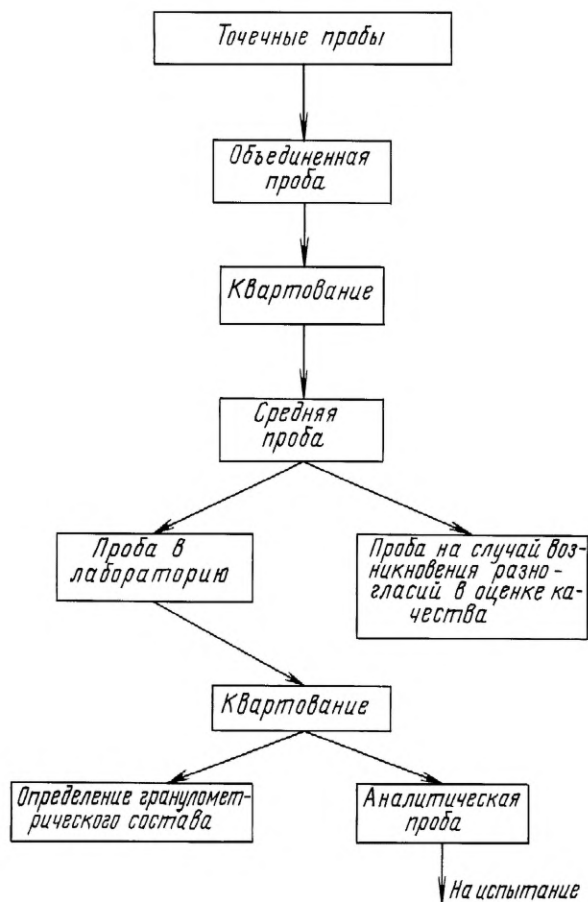 Точечные пробы
Объединенная
проба
Квартование
Средняя
проба
Проба в
лабораторию
Проба на случай воз-
никновения разно-
гласий в оценке ка-
чества
Квартование
Определение грануломет-
рического состава
Аналитическая
проба
На испытание